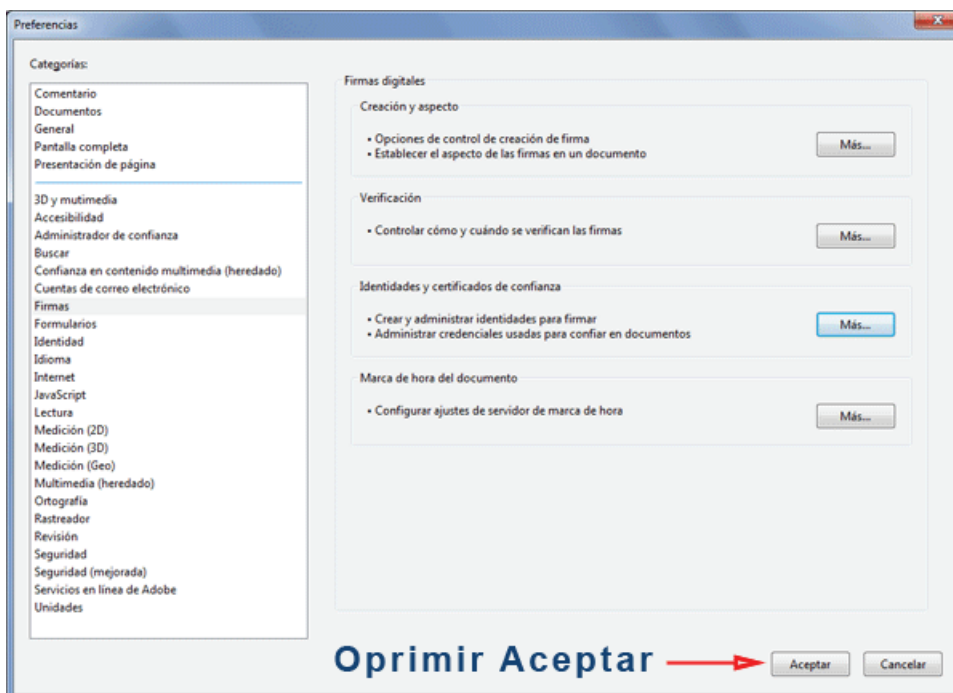 Preferencias
Categorías:
Comentario
Documentos
General
Pantalla completa
Presentación de página
3D y mutimedia
Accesibilidad
Administrador de confianza
Buscar
Confianza en contenido multimedia (heredado)
Cuentas de correo electrónico
Firmas
Formularios
Identidad
Idioma
Internet
JavaScript
Lectura
Medición (2D)
Medición (3D)
Medición (Geo)
Multimedia (heredado)
Ortografía
Rastreador
Revisión
Seguridad
Seguridad (mejorada)
Servicios en línea de Adobe
Unidades
Firmas digitales
Creación y aspecto
• Opciones de control de creación de firma
• Establecer el aspecto de las firmas en un documento
Más...
Verificación
• Controlar cómo y cuándo se verifican las firmas
Más...
Identidades y certificados de confianza
• Crear y administrar identidades para firmar
• Administrar credenciales usadas para confiar en documentos
Más...
Marca de hora del documento
• Configurar ajustes de servidor de marca de hora
Más...
Oprimir Aceptar
Aceptar
Cancelar